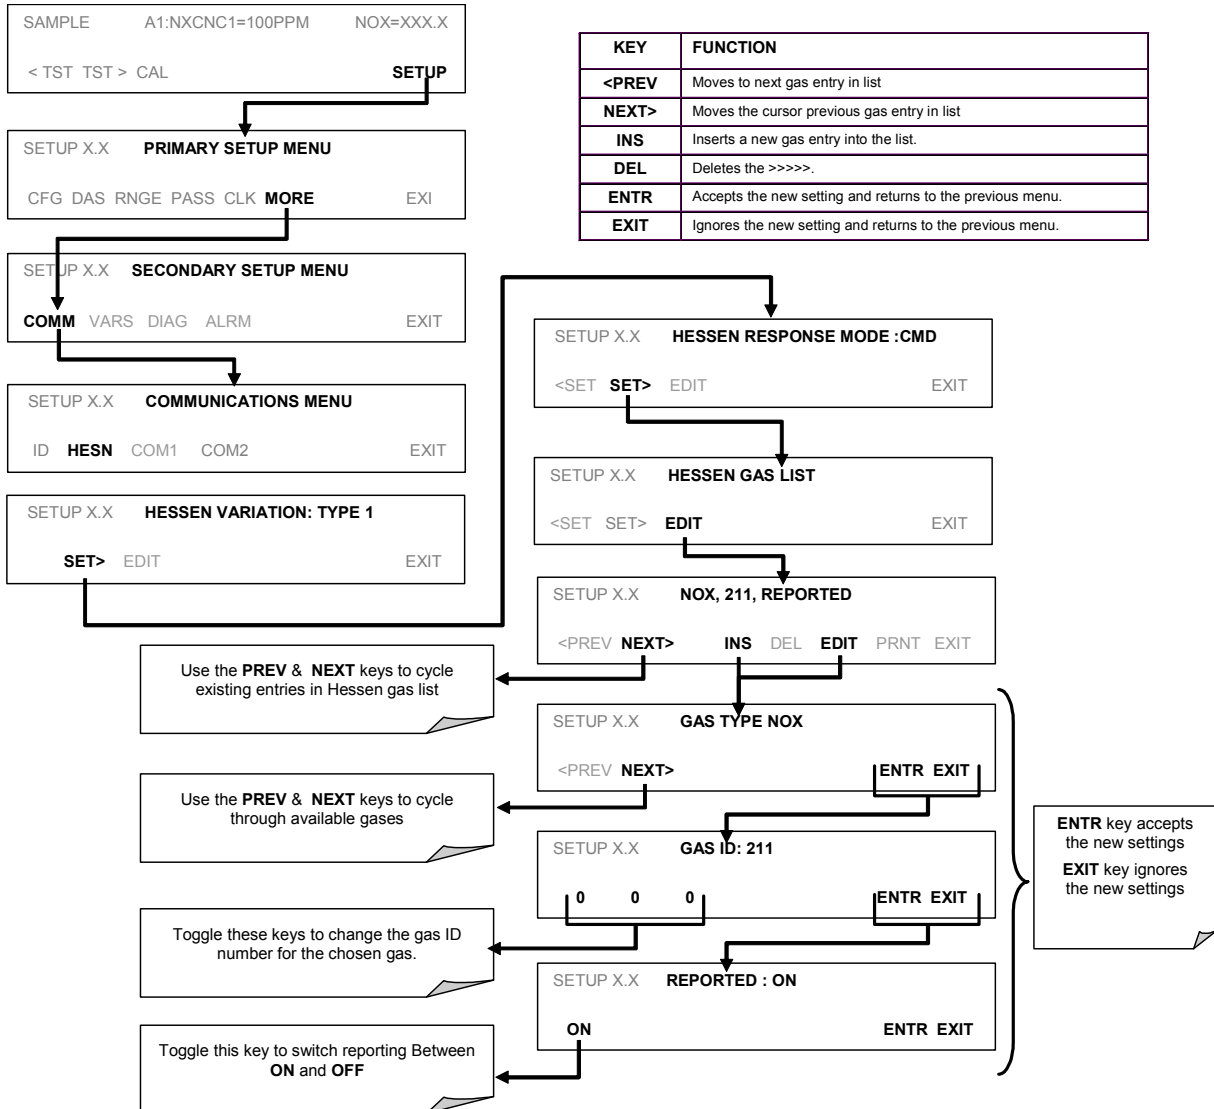 SAMPLE A1:NXCNC1=100PPM NOX=XXX.X
< TST TST > CAL SETUP
SETUP X.X PRIMARY SETUP MENU
CFG DAS RNGE PASS CLK MORE EXI
SETUP X.X SECONDARY SETUP MENU
COMM VARS DIAG ALRM EXIT
SETUP X.X COMMUNICATIONS MENU
ID HESN COM1 COM2 EXIT
SETUP X.X HESSEN VARIATION: TYPE 1
SET> EDIT EXIT
KEY FUNCTION
<PREV Moves to next gas entry in list
NEXT> Moves the cursor previous gas entry in list
INS Inserts a new gas entry into the list.
DEL Deletes the >>>>>.
ENTR Accepts the new setting and returns to the previous menu.
EXIT Ignores the new setting and returns to the previous menu.
SETUP X.X HESSEN RESPONSE MODE :CMD
<SET SET> EDIT EXIT
SETUP X.X HESSEN GAS LIST
<SET SET> EDIT EXIT
SETUP X.X NOX, 211, REPORTED
<PREV NEXT> INS DEL EDIT PRNT EXIT
Use the PREV & NEXT keys to cycle
existing entries in Hessen gas list
SETUP X.X GAS TYPE NOX
<PREV NEXT> ENTR EXIT
Use the PREV & NEXT keys to cycle
through available gases
SETUP X.X GAS ID: 211
0 0 0 ENTR EXIT
Toggle these keys to change the gas ID
number for the chosen gas.
SETUP X.X REPORTED : ON
ON ENTR EXIT
Toggle this key to switch reporting Between
ON and OFF
ENTR key accepts
the new settings
EXIT key ignores
the new settings